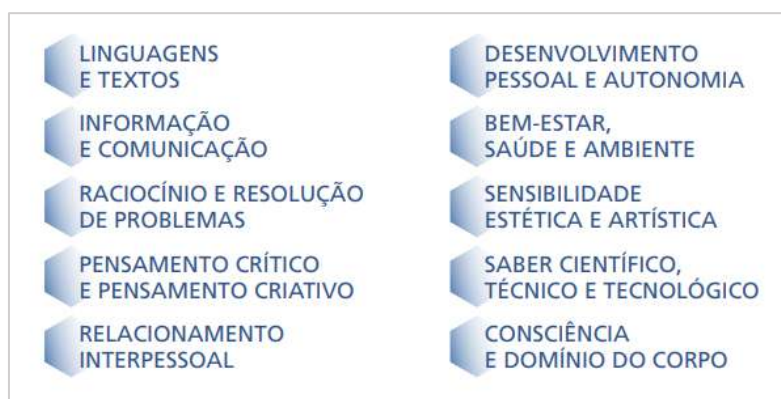 LINGUAGENS
E TEXTOS
INFORMAÇÃO
E COMUNICAÇÃO
RACIOCÍNIO E RESOLUÇÃO
DE PROBLEMAS
PENSAMENTO CRÍTICO
E PENSAMENTO CRIATIVO
RELACIONAMENTO
INTERPESSOAL
DESENVOLVIMENTO
PESSOAL E AUTONOMIA
BEM-ESTAR,
SAÚDE E AMBIENTE
SENSIBILIDADE
ESTÉTICA E ARTÍSTICA
SABER CIENTÍFICO,
TÉCNICO E TECNOLÓGICO
CONSCIÊNCIA
E DOMÍNIO DO CORPO